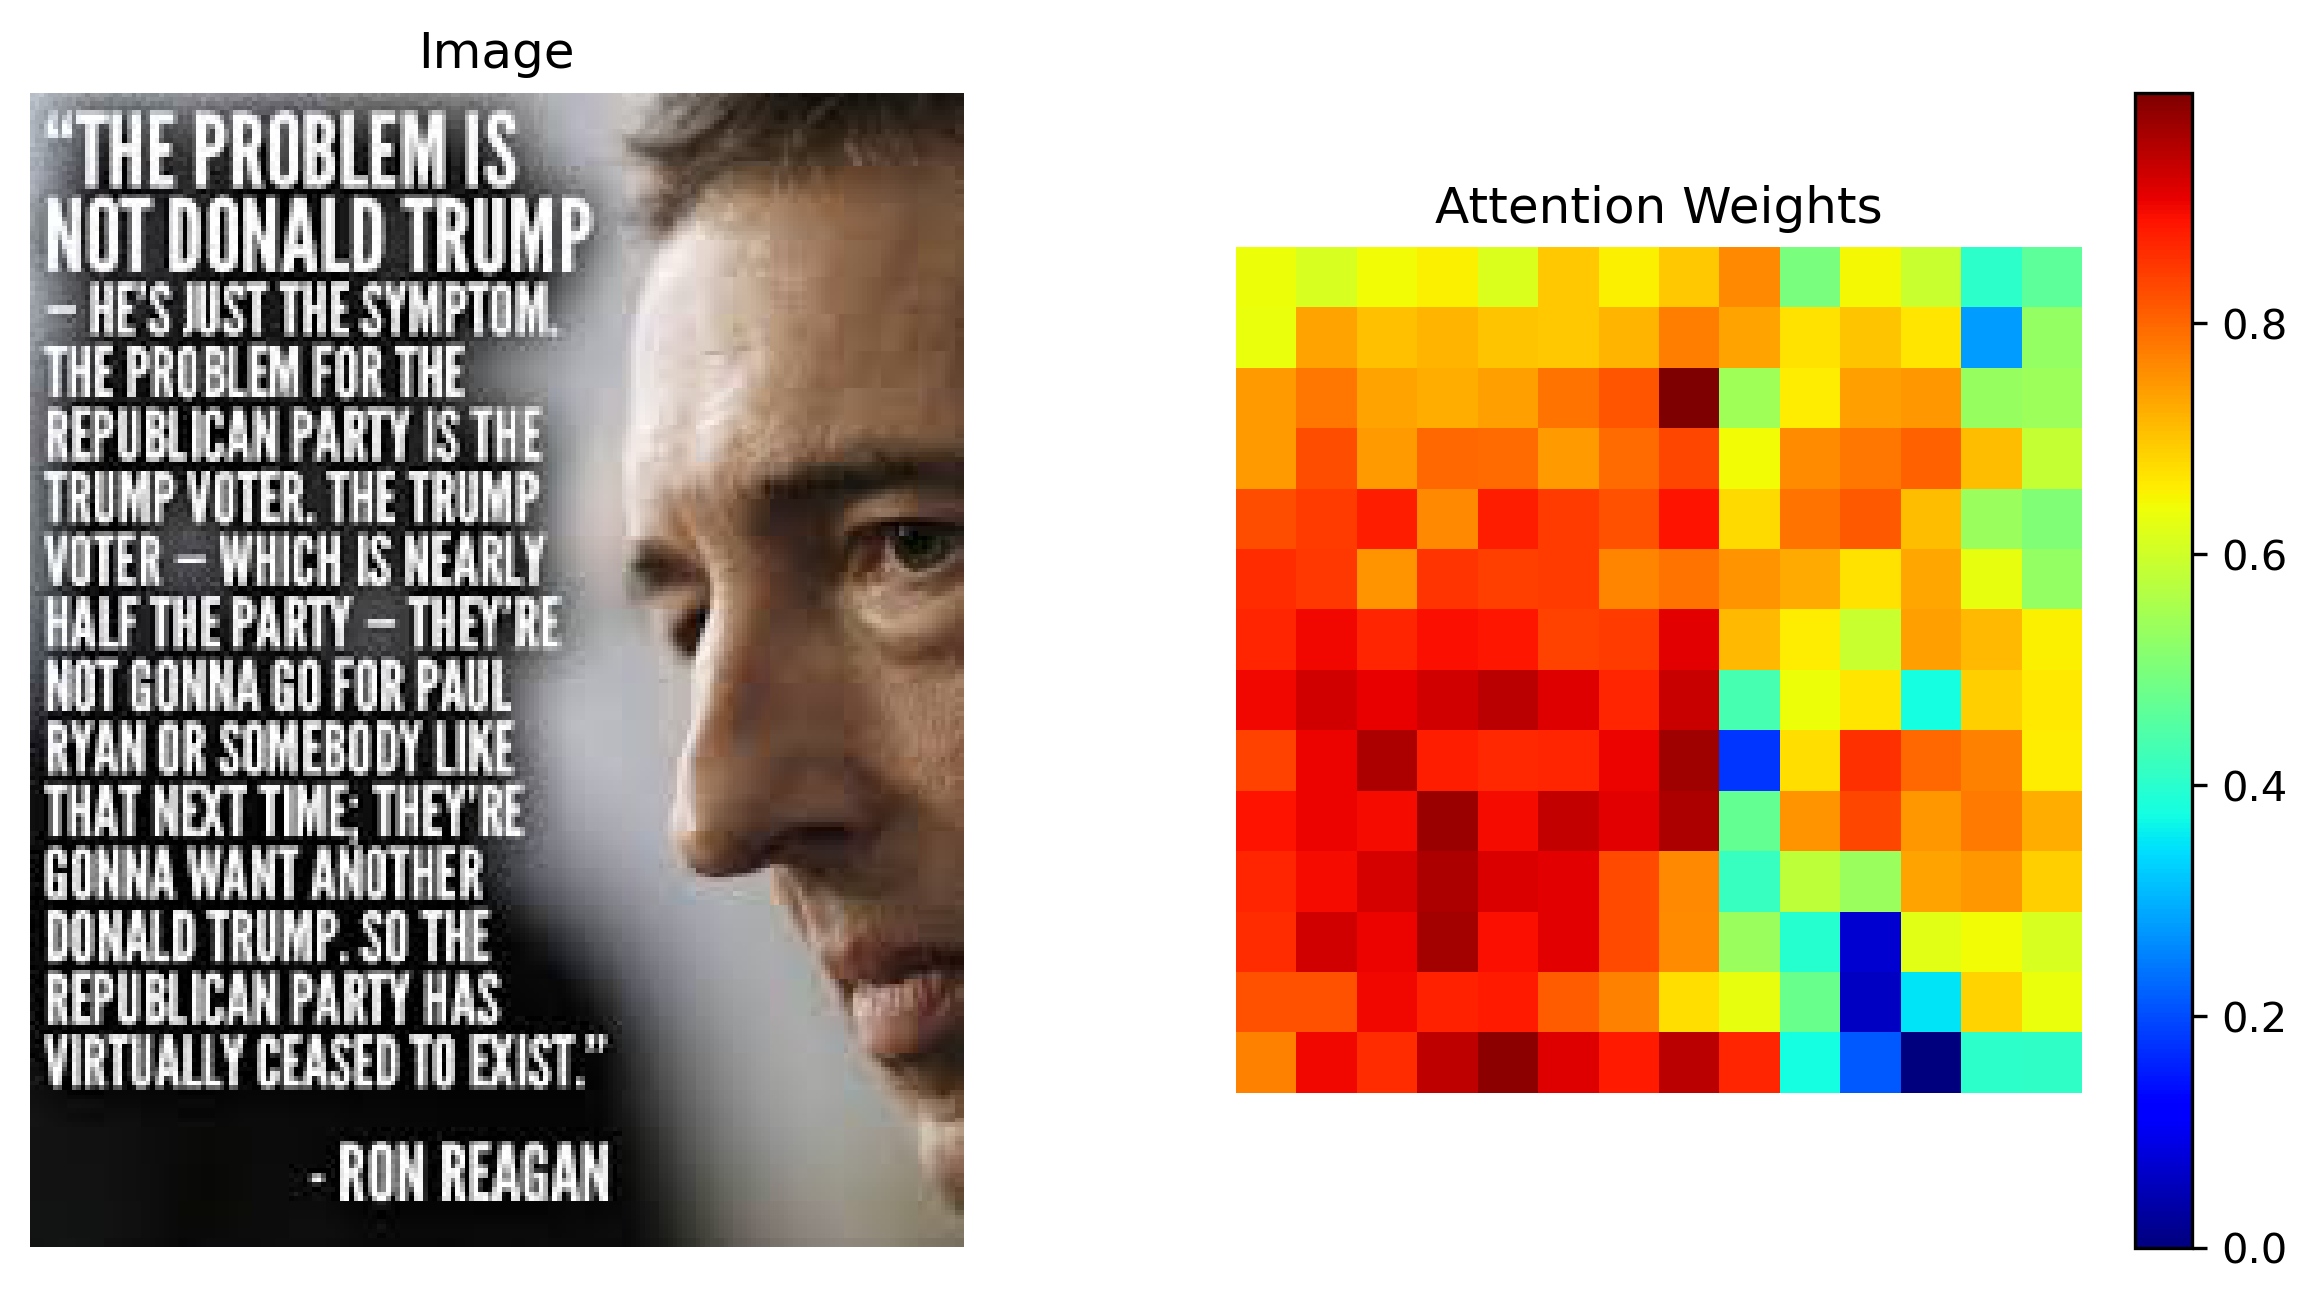 Image
“THE PROBLEM IS
NOT DONALD TRUMP
– HE'S JUST THE SYMPTOM.
THE PROBLEM FOR THE
REPUBLICAN PARTY IS THE
TRUMP VOTER. THE TRUMP
VOTER – WHICH IS NEARLY
HALF THE PARTY – THEY'RE
NOT GONNA GO FOR PAUL
RYAN OR SOMEBODY LIKE
THAT NEXT TIME; THEY'RE
GONNA WANT ANOTHER
DONALD TRUMP. SO THE
REPUBLICAN PARTY HAS
VIRTUALLY CEASED TO EXIST.”
- RON REAGAN
Attention Weights
0.8
0.6
0.4
0.2
0.0